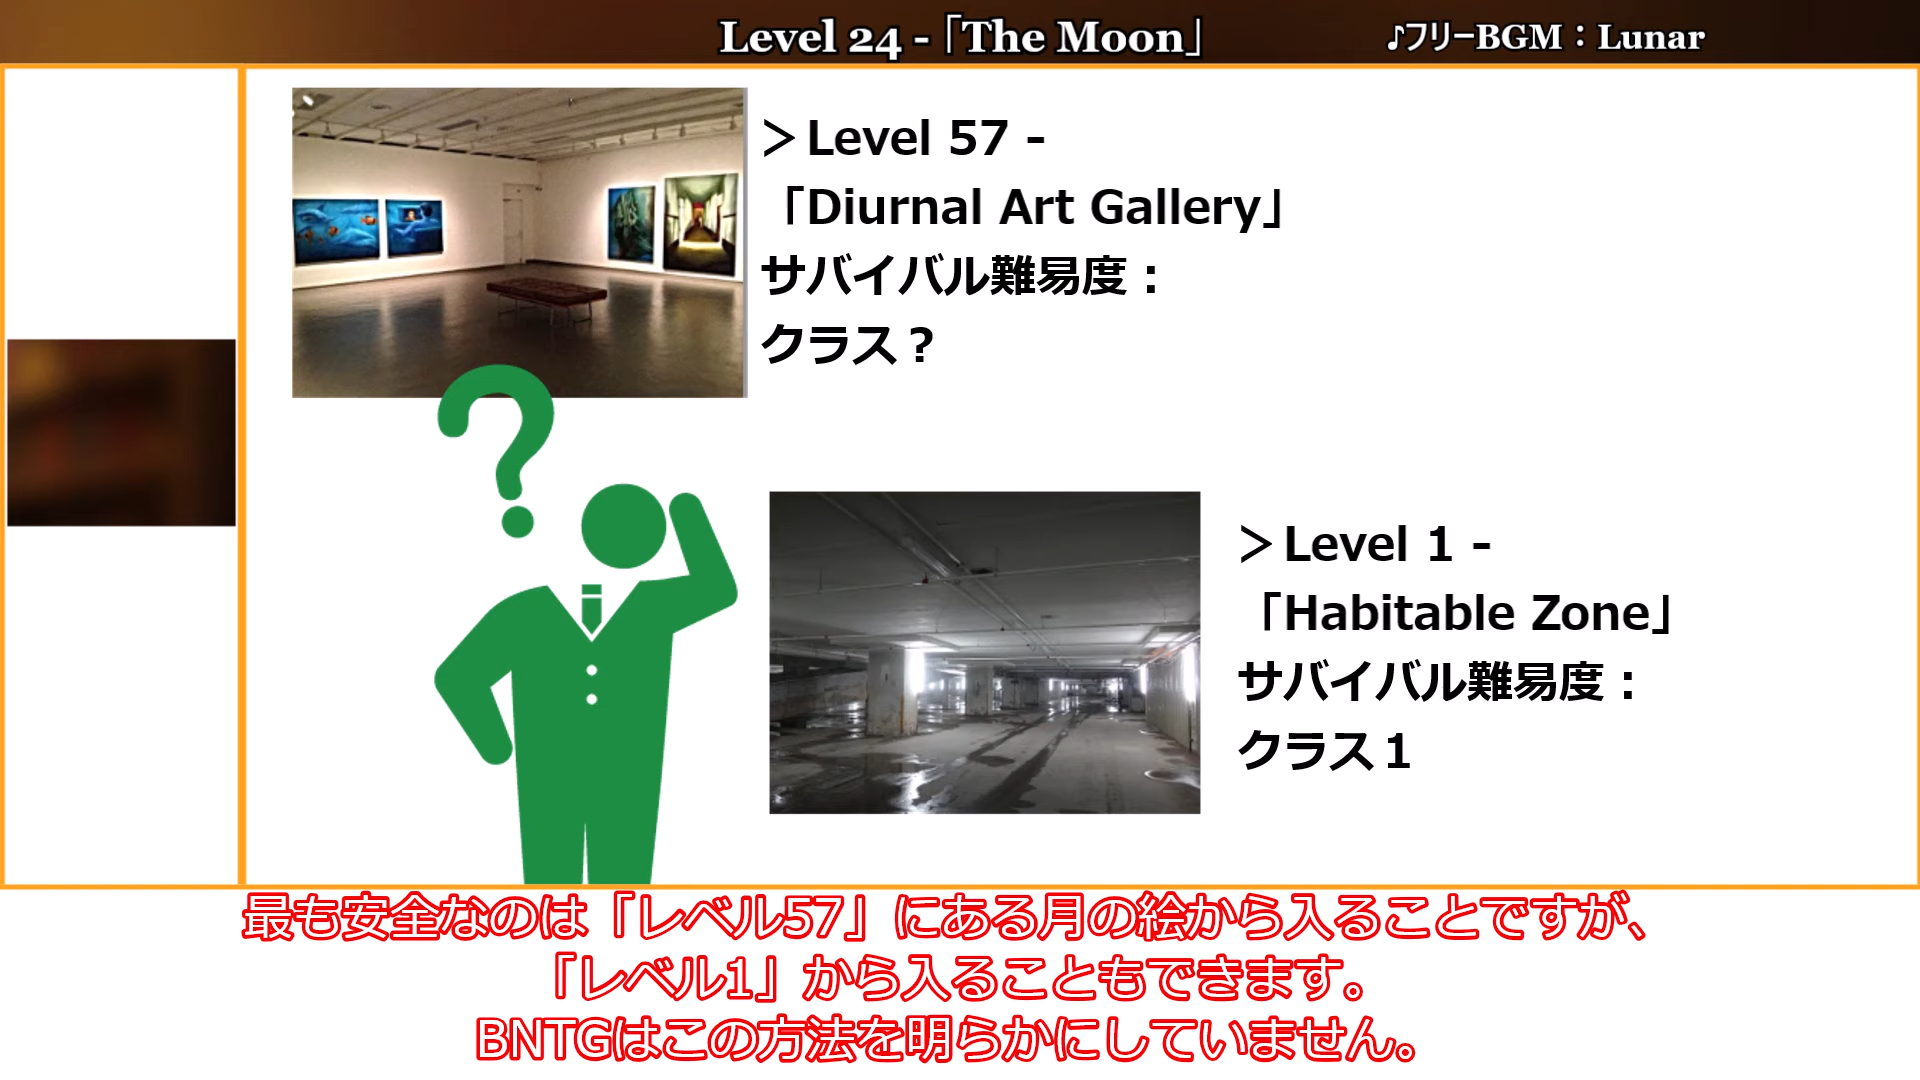 Level 24 -「The Moon」
♪フリーBGM：Lunar
＞Level 57 -
「Diurnal Art Gallery」
サバイバル難易度：
クラス？
＞Level 1 -
「Habitable Zone」
サバイバル難易度：
クラス１
最も安全なのは「レベル57」にある月の絵から入ることですが、
「レベル1」から入ることもできます。
BNTGはこの方法を明らかにしていません。